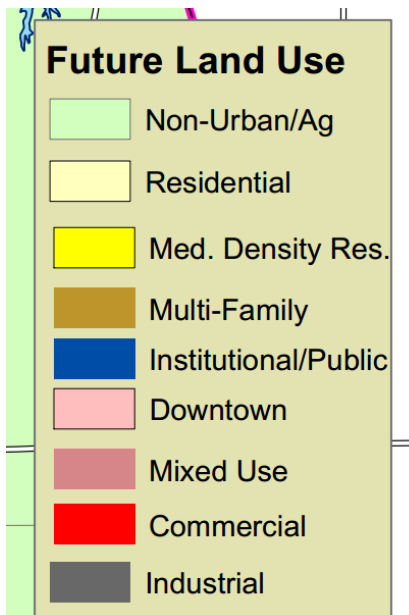 Future Land Use
Non-Urban/Ag
Residential
Med. Density Res.
Multi-Family
Institutional/Public
Downtown
Mixed Use
Commercial
Industrial